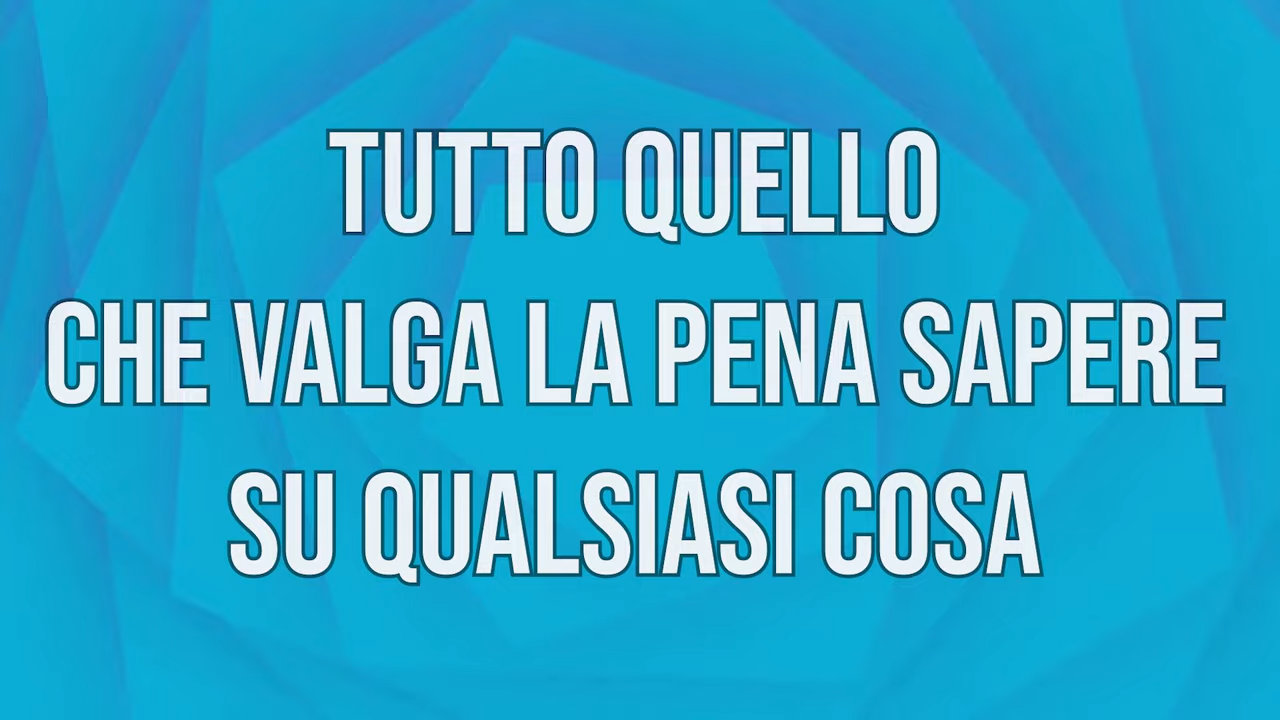 TUTTO QUELLO
CHE VALGA LA PENA SAPERE
SU QUALSIASI COSA